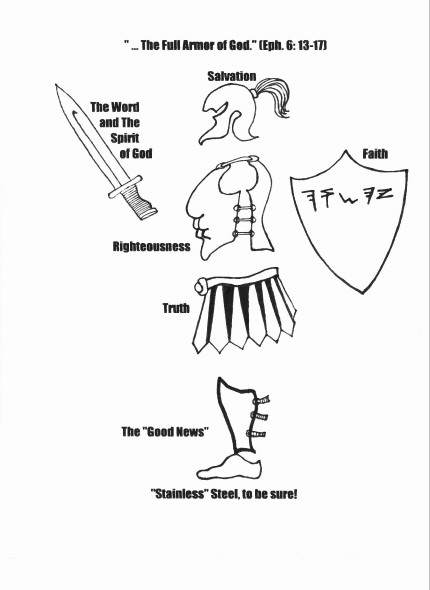 " ... The Full Armor of God." (Eph. 6: 13-17)
Salvation
The Word
and The
Spirit
of God
Faith
Righteousness
Truth
The "Good News"
"Stainless" Steel, to be sure!